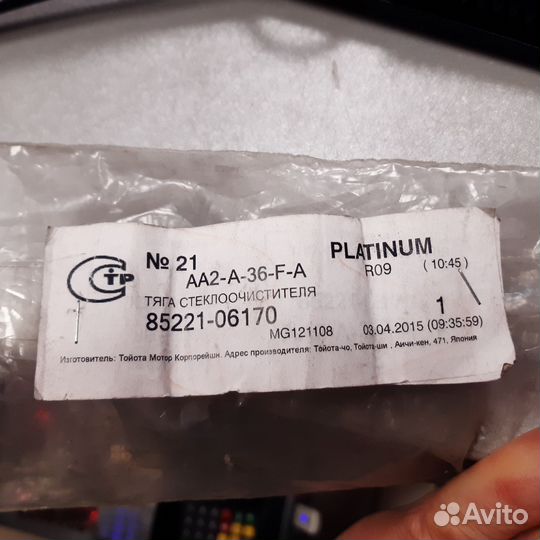 № 21
AA2-A-36-F-A
PLATINUM
R09 (10:45)
ТЯГА СТЕКЛООЧИСТИТЕЛЯ
85221-06170
1
MG121108 03.04.2015 (09:35:59)
Изготовитель: Тойота Мотор Корпорейшн. Адрес производителя: Тойота-чо, Тойота-ши . Аичи-кен, 471, Япония
СТР
Avito